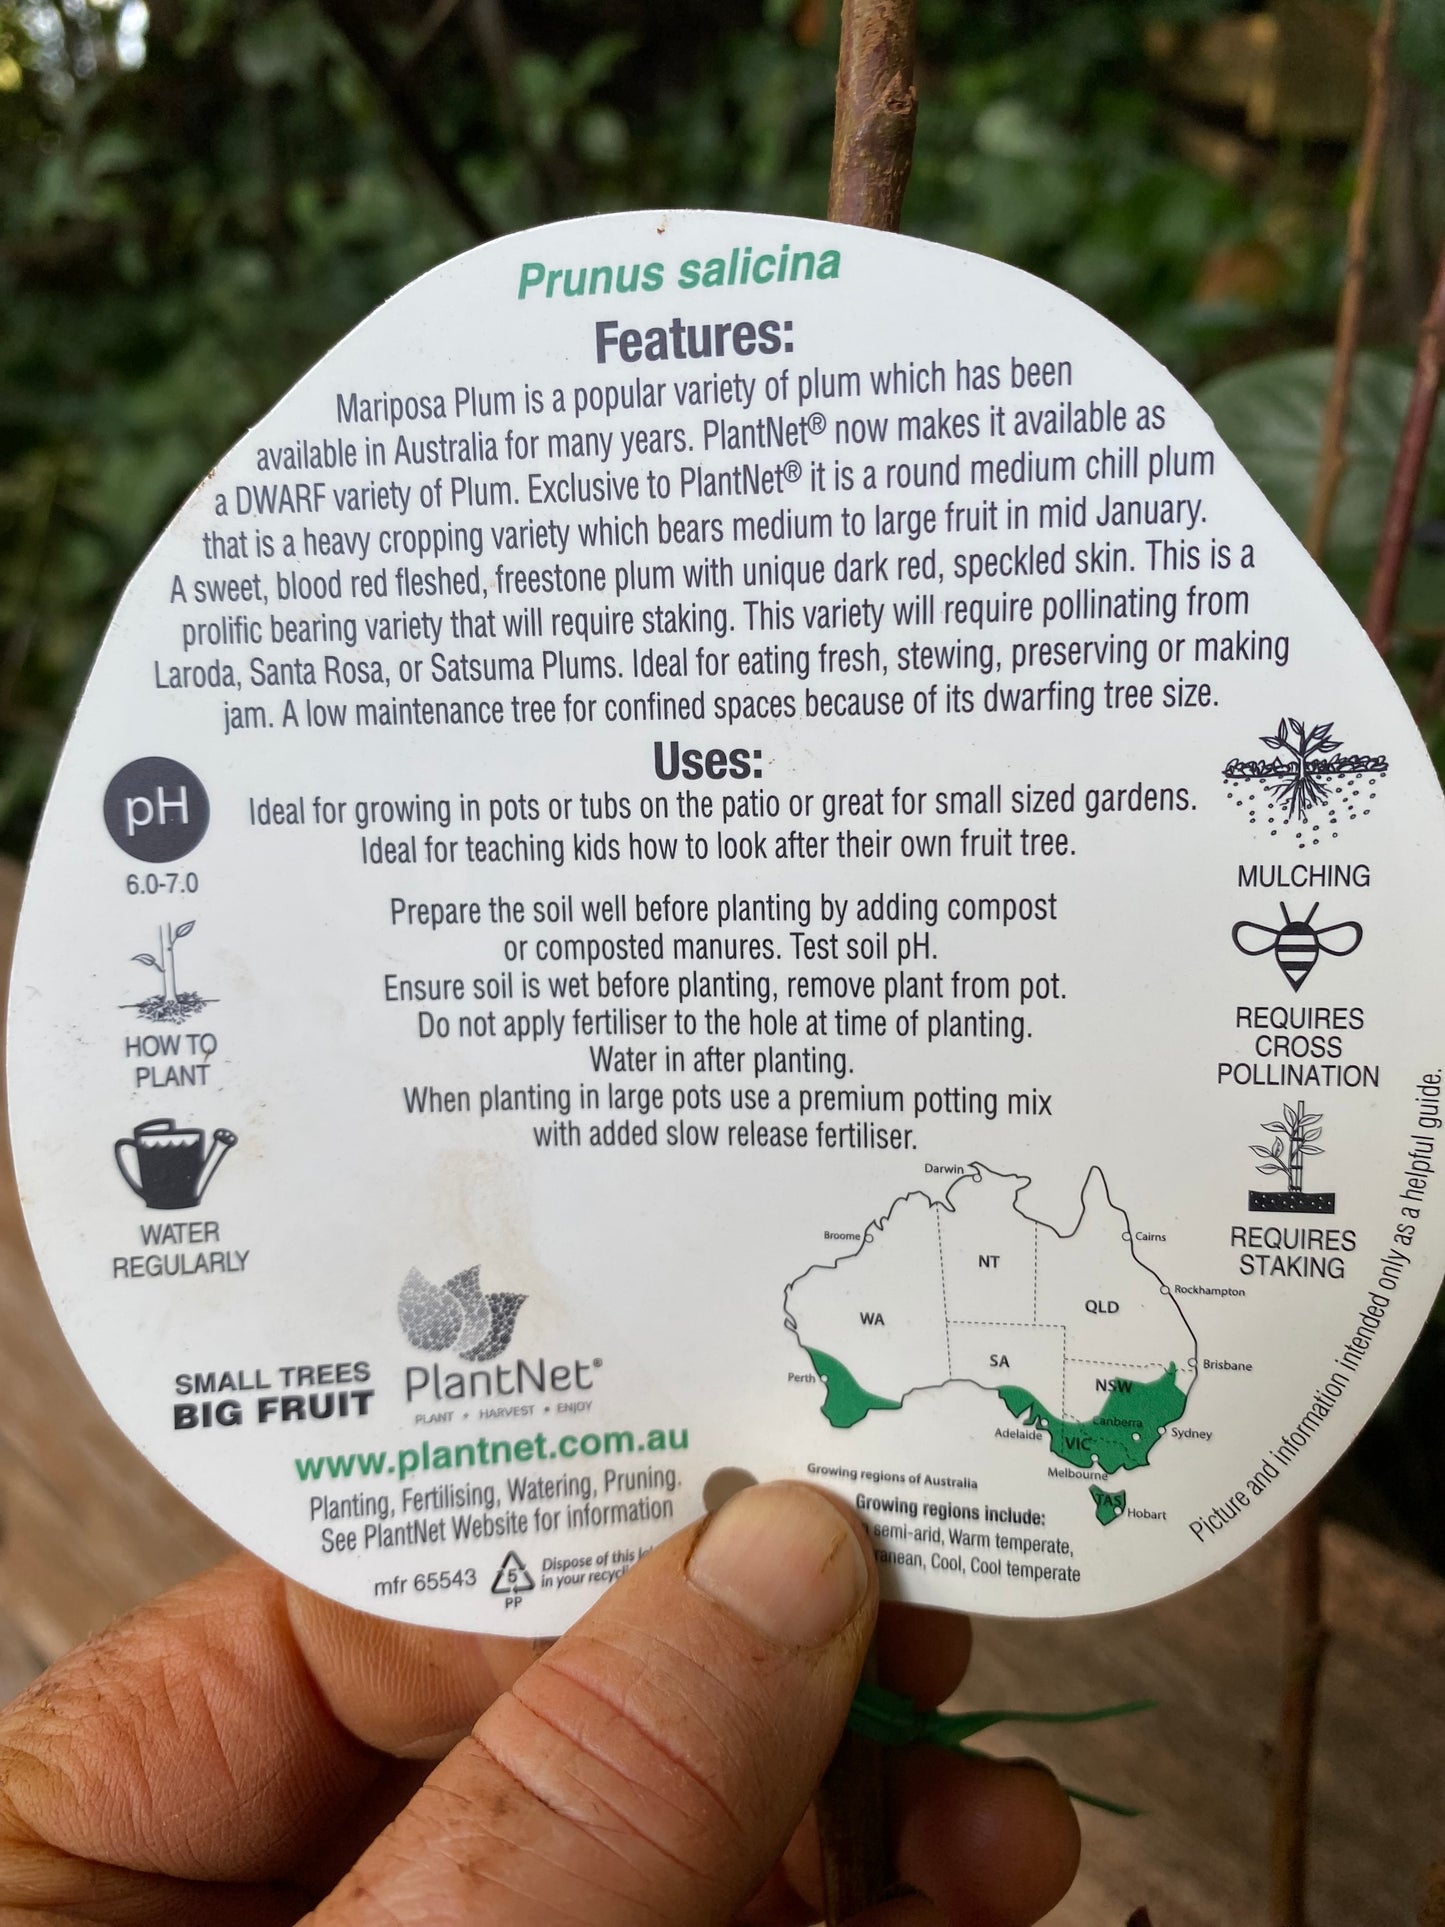 Prunus salicina
Features:
Mariposa Plum is a popular variety of plum which has been
available in Australia for many years. PlantNet® now makes it available as
a DWARF variety of Plum. Exclusive to PlantNet® it is a round medium chill plum
that is a heavy cropping variety which bears medium to large fruit in mid January.
A sweet, blood red fleshed, freestone plum with unique dark red, speckled skin. This is a
prolific bearing variety that will require staking. This variety will require pollinating from
Laroda, Santa Rosa, or Satsuma Plums. Ideal for eating fresh, stewing, preserving or making
jam. A low maintenance tree for confined spaces because of its dwarfing tree size.
Uses:
Ideal for growing in pots or tubs on the patio or great for small sized gardens.
Ideal for teaching kids how to look after their own fruit tree.
Prepare the soil well before planting by adding compost
or composted manures. Test soil pH.
Ensure soil is wet before planting, remove plant from pot.
Do not apply fertiliser to the hole at time of planting.
Water in after planting.
When planting in large pots use a premium potting mix
with added slow release fertiliser.
pH
6.0-7.0
HOW TO
PLANT
WATER
REGULARLY
MULCHING
REQUIRES
CROSS
POLLINATION
REQUIRES
STAKING
Darwin
Broome
Cairns
NT
Rockhampton
QLD
WA
SA
Brisbane
Perth
NSW
Canberra
Adelaide
Sydney
VIC
Melbourne
TAS
Hobart
Growing regions of Australia
Growing regions include:
semi-arid, Warm temperate,
Cool, Cool temperate
SMALL TREES
BIG FRUIT
PlantNet®
PLANT • HARVEST • ENJOY
www.plantnet.com.au
Planting, Fertilising, Watering, Pruning.
See PlantNet Website for information
mfr 65543
5
PP
Dispose of this
in your
Picture and information intended only as a helpful guide.